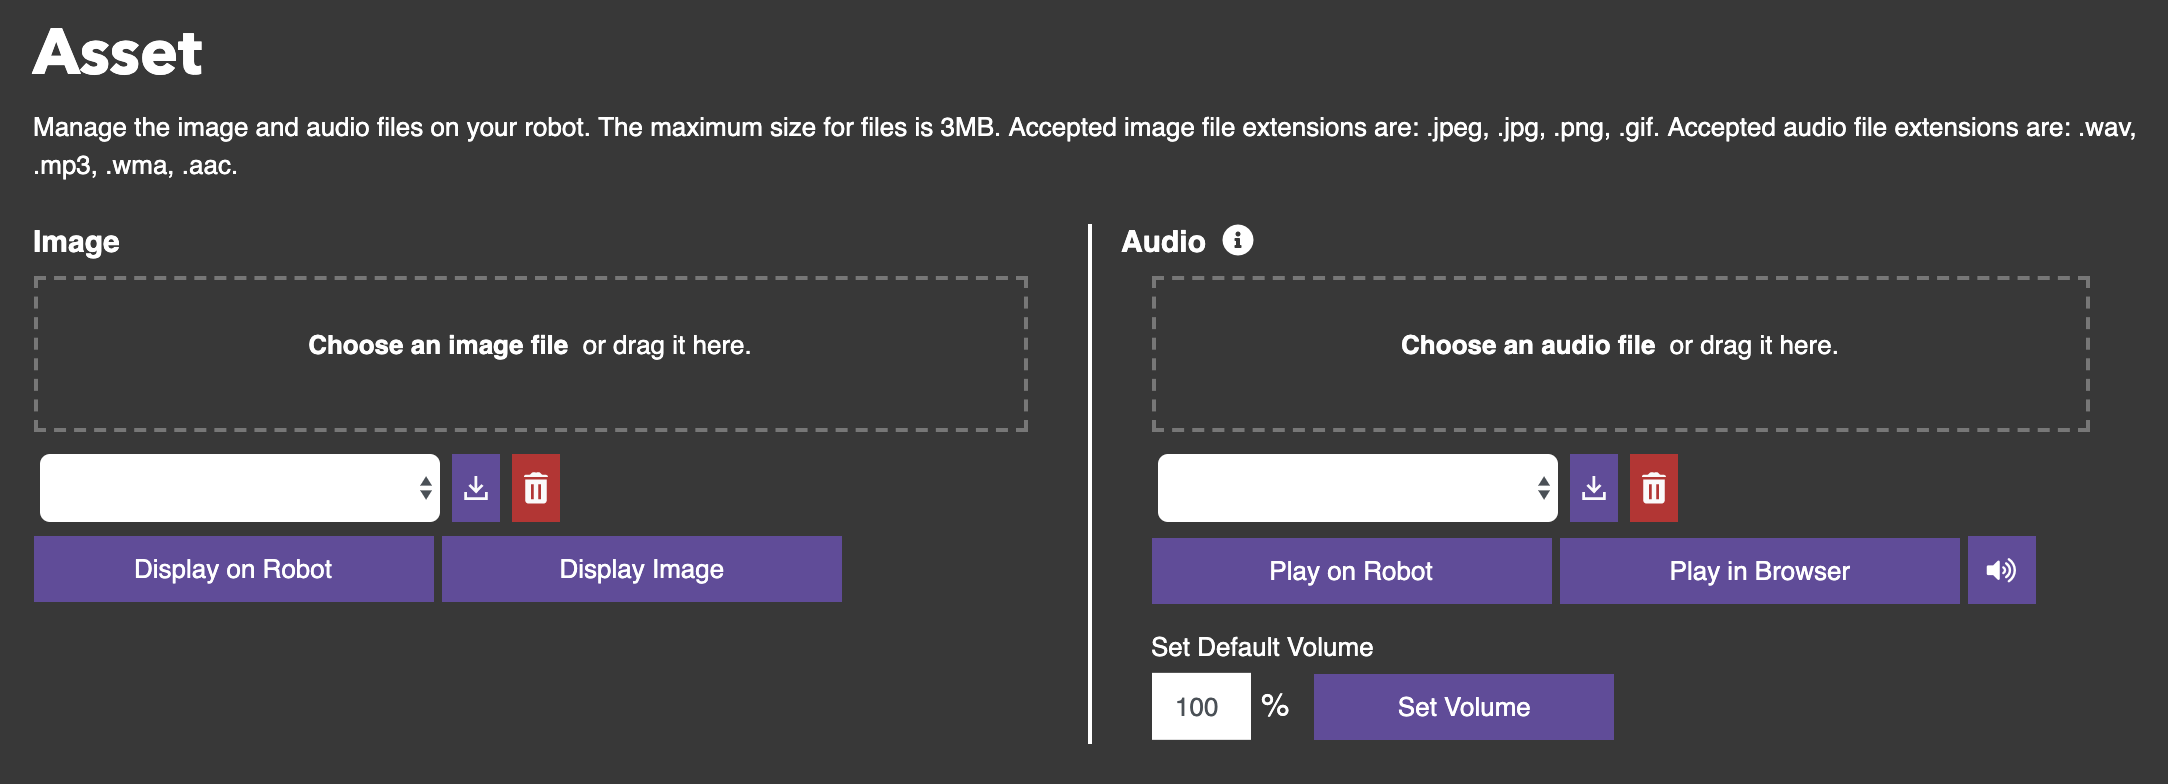 Asset
Manage the image and audio files on your robot. The maximum size for files is 3MB. Accepted image file extensions are: .jpeg, .jpg, .png, .gif. Accepted audio file extensions are: .wav,
.mp3, .wma, .aac.
Image
Choose an image file or drag it here.
Display on Robot
Display Image
Audio
Choose an audio file or drag it here.
Play on Robot
Play in Browser
Set Default Volume
100 %
Set Volume